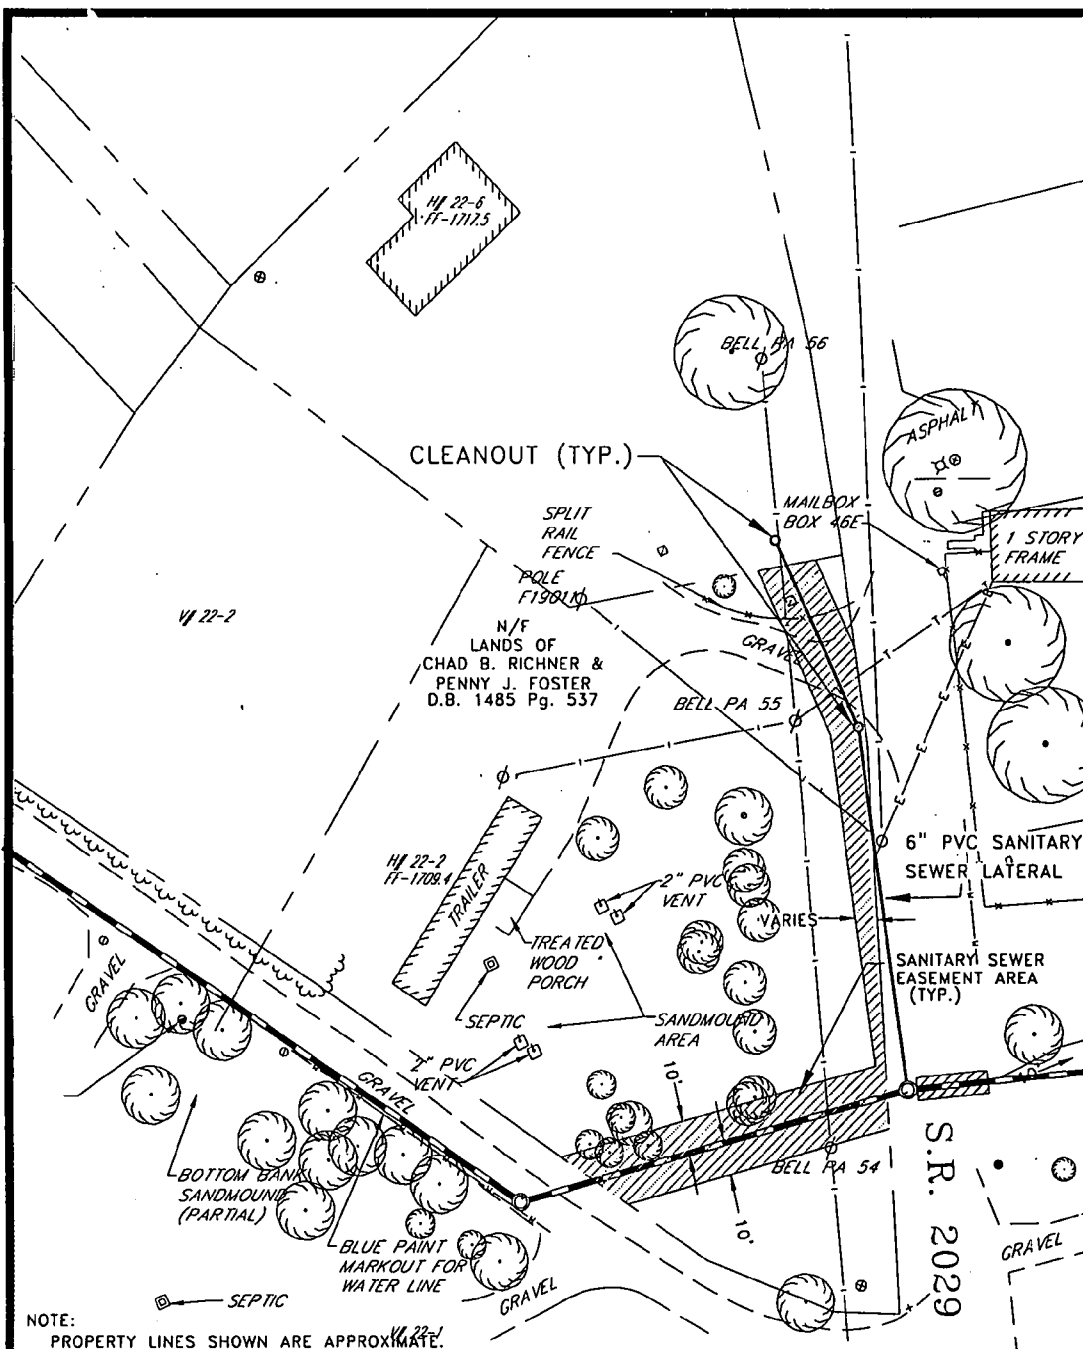 H# 22-6
FF-1717.5
BELL PA 56
ASPHALT
CLEANOUT (TYP.)
MAILBOX
BOX 46E
SPLIT
RAIL
FENCE
1 STORY
FRAME
POLE
F19011
V# 22-2
N/F
LANDS OF
CHAD B. RICHNER &
PENNY J. FOSTER
D.B. 1485 Pg. 537
GRAVEL
BELL PA 55
6" PVC SANITARY
SEWER LATERAL
H# 22-2
FF-1709.4
TRAILER
2" PVC
VENT
VARIES
TREATED
WOOD
PORCH
SANITARY SEWER
EASEMENT AREA
(TYP.)
GRAVEL
SEPTIC
SANDMOUND
AREA
2" PVC
VENT
10'
GRAVEL
BELL PA 54
S.R. 2029
BOTTOM BANK
SANDMOUND
(PARTIAL)
10'
BLUE PAINT
MARKOUT FOR
WATER LINE
GRAVEL
GRAVEL
SEPTIC
NOTE:
PROPERTY LINES SHOWN ARE APPROXIMATE.
V# 22-1